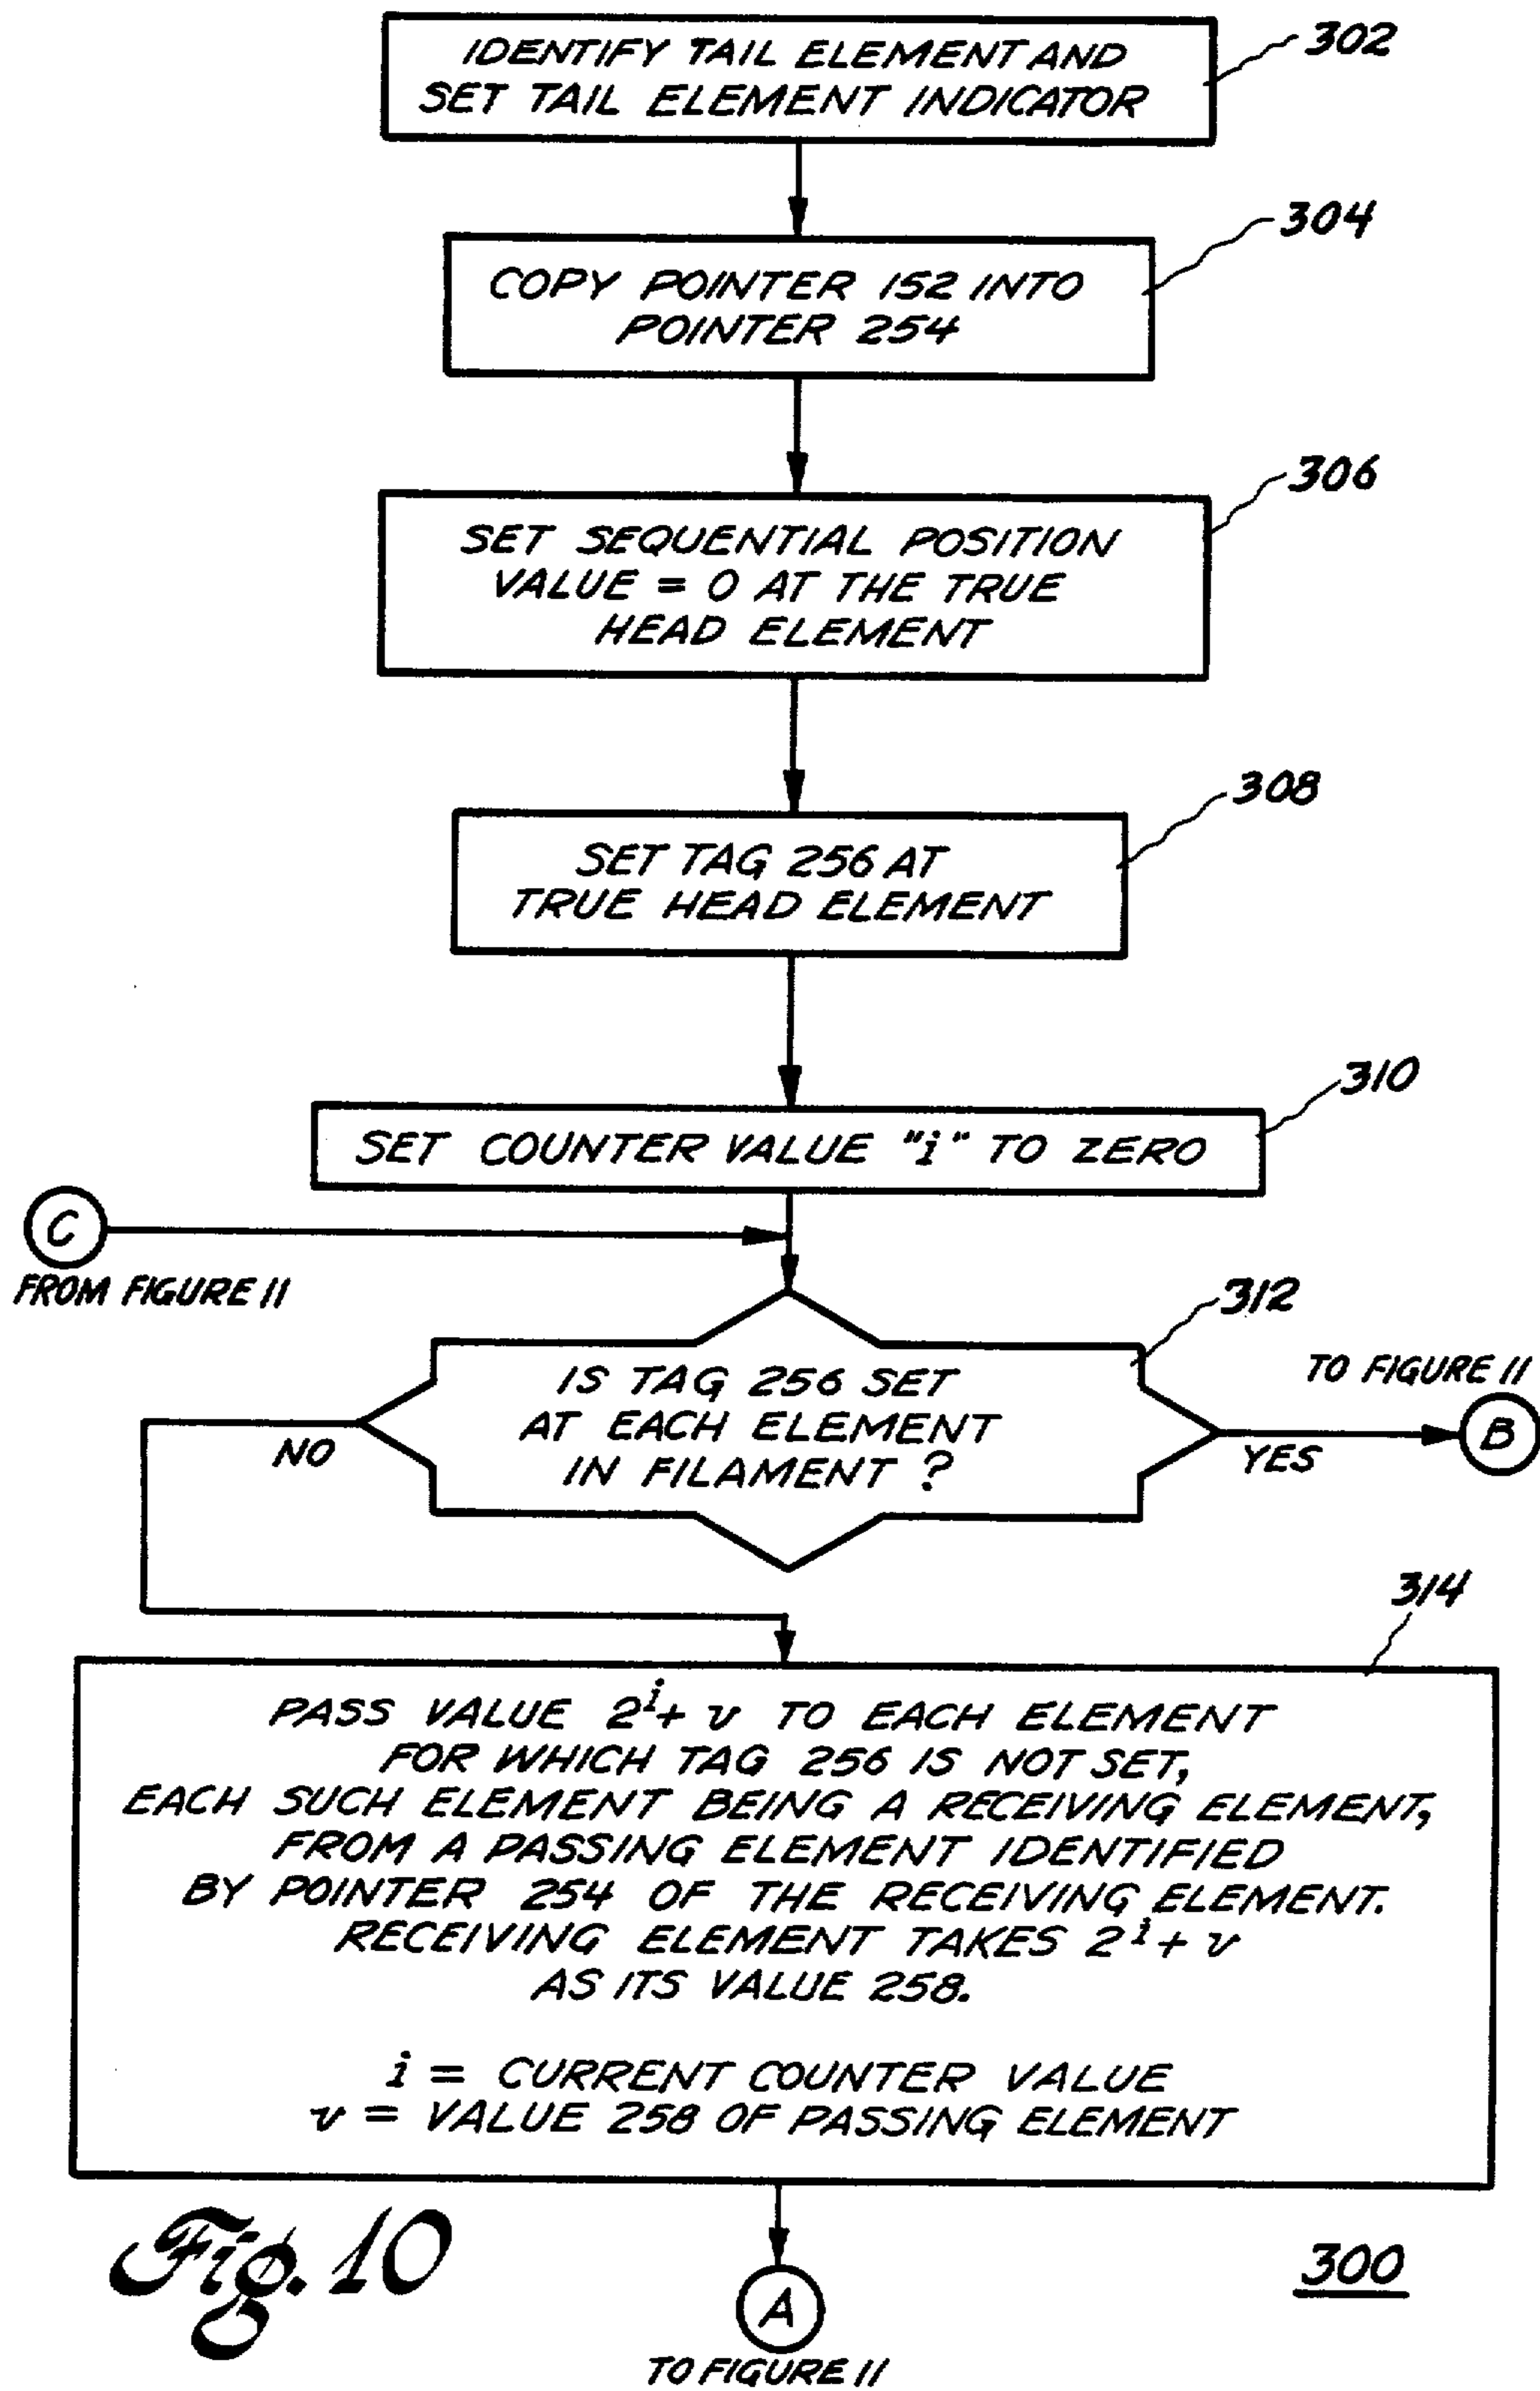 IDENTIFY TAIL ELEMENT AND
SET TAIL ELEMENT INDICATOR
302
COPY POINTER 152 INTO
POINTER 254
304
SET SEQUENTIAL POSITION
VALUE = 0 AT THE TRUE
HEAD ELEMENT
306
SET TAG 256 AT
TRUE HEAD ELEMENT
308
SET COUNTER VALUE "i" TO ZERO
310
C
FROM FIGURE 11
IS TAG 256 SET
AT EACH ELEMENT
IN FILAMENT ?
312
NO
YES
TO FIGURE 11
B
314
PASS VALUE 2^i + v TO EACH ELEMENT
FOR WHICH TAG 256 IS NOT SET,
EACH SUCH ELEMENT BEING A RECEIVING ELEMENT,
FROM A PASSING ELEMENT IDENTIFIED
BY POINTER 254 OF THE RECEIVING ELEMENT.
RECEIVING ELEMENT TAKES 2^i + v
AS ITS VALUE 258.
i = CURRENT COUNTER VALUE
v = VALUE 258 OF PASSING ELEMENT
Fig. 10
300
A
TO FIGURE 11